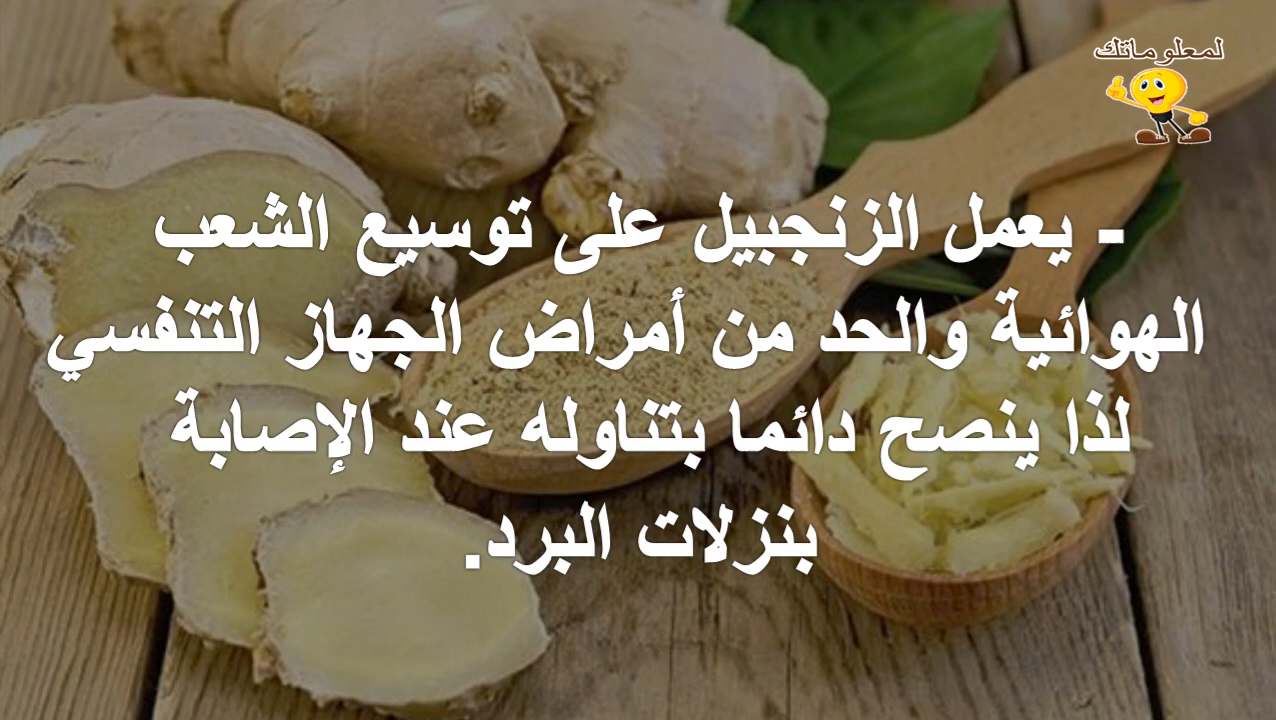 لمعلوماتك
- يعمل الزنجبيل على توسيع الشعب
الهوائية والحد من أمراض الجهاز التنفسي
لذا ينصح دائما بتناوله عند الإصابة
بنزلات البرد.